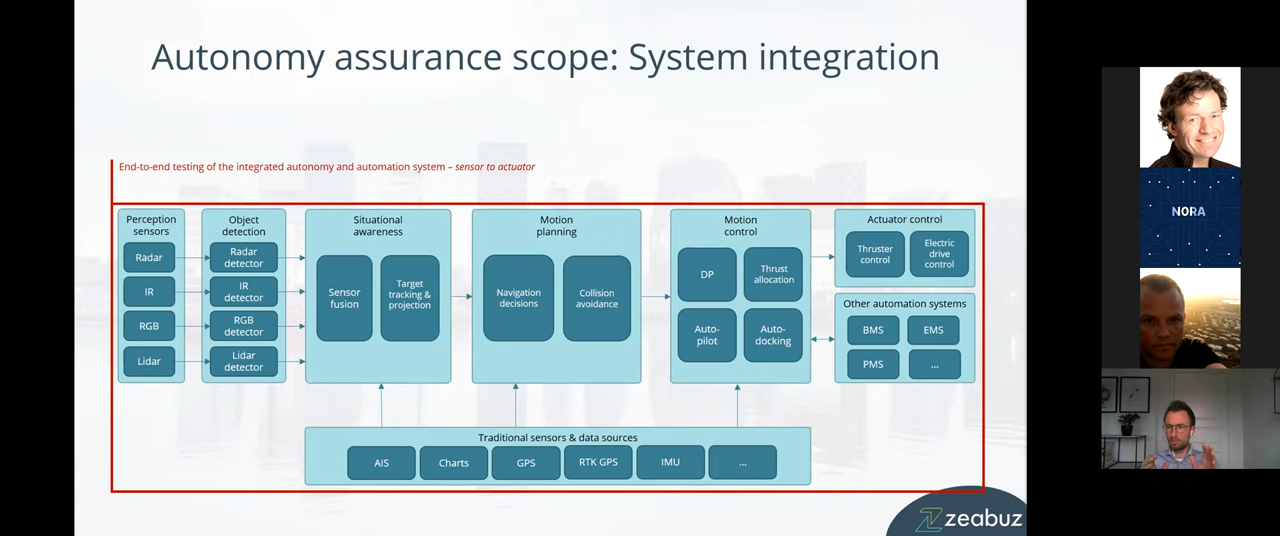 Autonomy assurance scope: System integration
End-to-end testing of the integrated autonomy and automation system – sensor to actuator
Perception
sensors
Radar
IR
RGB
Lidar
Object
detection
Radar
detector
IR
detector
RGB
detector
Lidar
detector
Situational
awareness
Sensor
fusion
Target
tracking &
projection
Motion
planning
Navigation
decisions
Collision
avoidance
Motion
control
DP
Thrust
allocation
Auto-
pilot
Auto-
docking
Actuator control
Thruster
control
Electric
drive
control
Other automation systems
BMS
EMS
PMS
...
Traditional sensors & data sources
AIS
Charts
GPS
RTK GPS
IMU
...
zeabuz
NORA